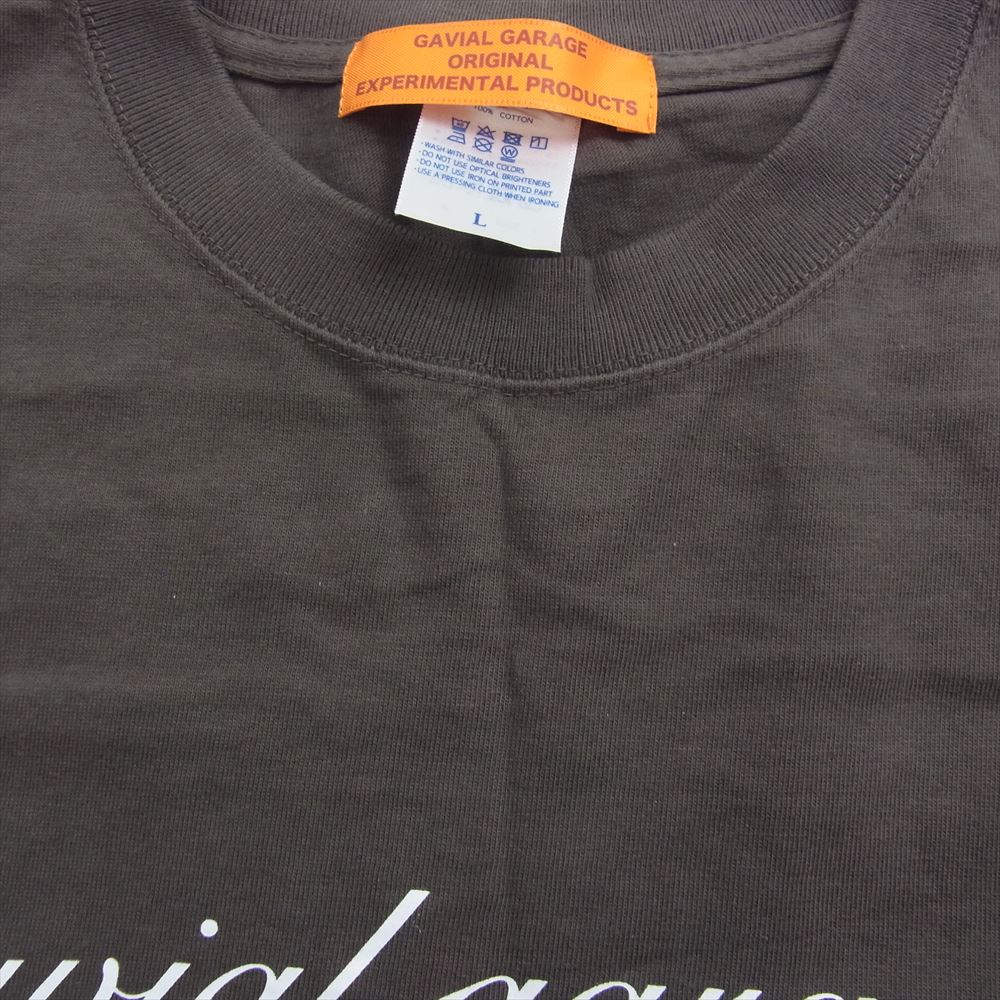 GAVIAL GARAGE
ORIGINAL
EXPERIMENTAL PRODUCTS
100% COTTON
・WASH WITH SIMILAR COLORS
・DO NOT USE OPTICAL BRIGHTENERS
・DO NOT USE IRON ON PRINTED PART
・USE A PRESSING CLOTH WHEN IRONING
L